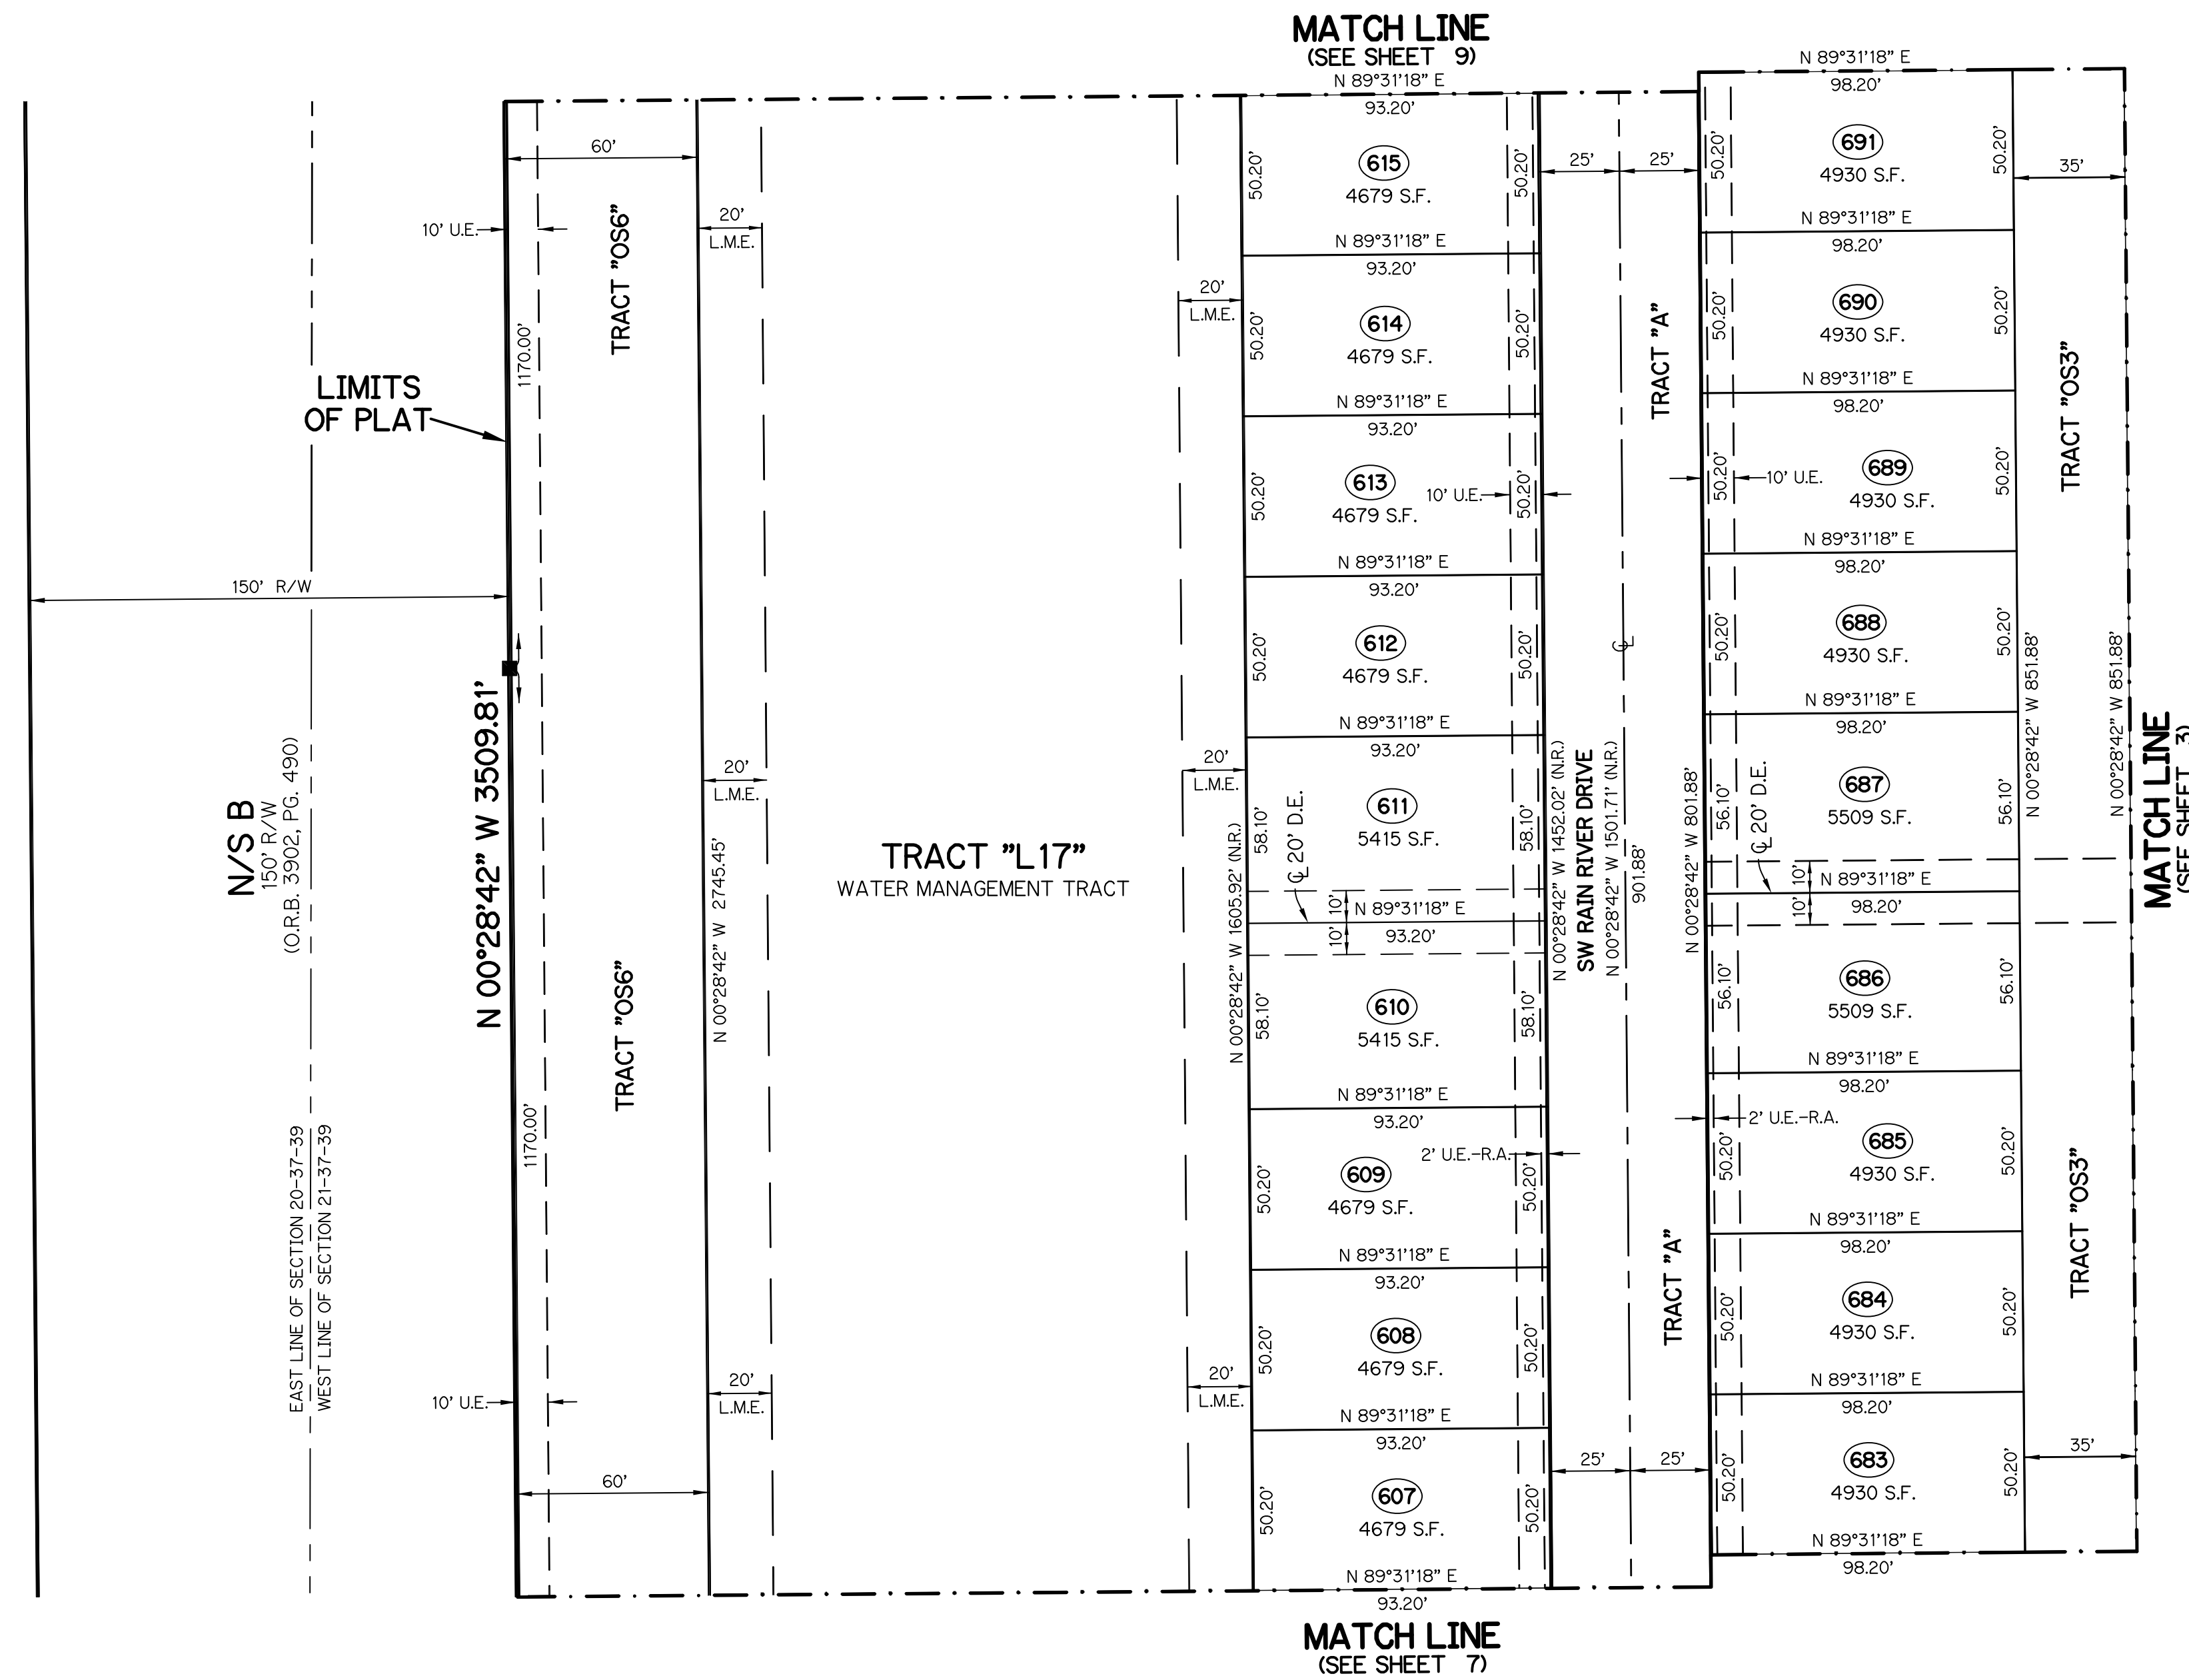 MATCH LINE
(SEE SHEET 9)
N 89°31'18" E
93.20'
N 89°31'18" E
98.20'
60'
10' U.E.
TRACT "OS6"
1170.00'
20'
L.M.E.
20'
L.M.E.
LIMITS
OF PLAT
150' R/W
N 00°28'42" W 3509.81'
N/S B
150' R/W
(O.R.B. 3902, PG. 490)
EAST LINE OF SECTION 20-37-39
WEST LINE OF SECTION 21-37-39
20'
L.M.E.
N 00°28'42" W 2745.45'
TRACT "L17"
WATER MANAGEMENT TRACT
TRACT "OS6"
1170.00'
10' U.E.
60'
20'
L.M.E.
20'
L.M.E.
N 00°28'42" W 1605.92' (N.R.)
20'
L.M.E.
50.20'
615
4679 S.F.
50.20'
N 89°31'18" E
93.20'
50.20'
614
4679 S.F.
50.20'
N 89°31'18" E
93.20'
50.20'
613
4679 S.F.
10' U.E.
50.20'
N 89°31'18" E
93.20'
50.20'
612
4679 S.F.
50.20'
N 89°31'18" E
93.20'
58.10'
611
5415 S.F.
58.10'
℄ 20' D.E.
10'
N 89°31'18" E
10'
93.20'
58.10'
610
5415 S.F.
58.10'
N 89°31'18" E
93.20'
2' U.E.-R.A.
50.20'
609
4679 S.F.
50.20'
N 89°31'18" E
93.20'
50.20'
608
4679 S.F.
50.20'
N 89°31'18" E
93.20'
50.20'
607
4679 S.F.
50.20'
N 89°31'18" E
93.20'
25'
25'
TRACT "A"
℄
N 00°28'42" W 1452.02' (N.R.)
SW RAIN RIVER DRIVE
N 00°28'42" W 1501.71' (N.R.)
901.88'
N 00°28'42" W 801.88'
TRACT "A"
25'
25'
50.20'
691
4930 S.F.
50.20'
35'
N 89°31'18" E
98.20'
50.20'
690
4930 S.F.
50.20'
N 89°31'18" E
98.20'
TRACT "OS3"
50.20'
10' U.E.
689
4930 S.F.
50.20'
N 89°31'18" E
98.20'
50.20'
688
4930 S.F.
50.20'
N 89°31'18" E
98.20'
N 00°28'42" W 851.88'
N 00°28'42" W 851.88'
56.10'
687
5509 S.F.
56.10'
℄ 20' D.E.
10'
N 89°31'18" E
10'
98.20'
56.10'
686
5509 S.F.
56.10'
N 89°31'18" E
98.20'
2' U.E.-R.A.
50.20'
685
4930 S.F.
50.20'
N 89°31'18" E
98.20'
TRACT "OS3"
50.20'
684
4930 S.F.
50.20'
N 89°31'18" E
98.20'
50.20'
683
4930 S.F.
50.20'
35'
N 89°31'18" E
98.20'
MATCH LINE
(SEE SHEET 3)
MATCH LINE
(SEE SHEET 7)